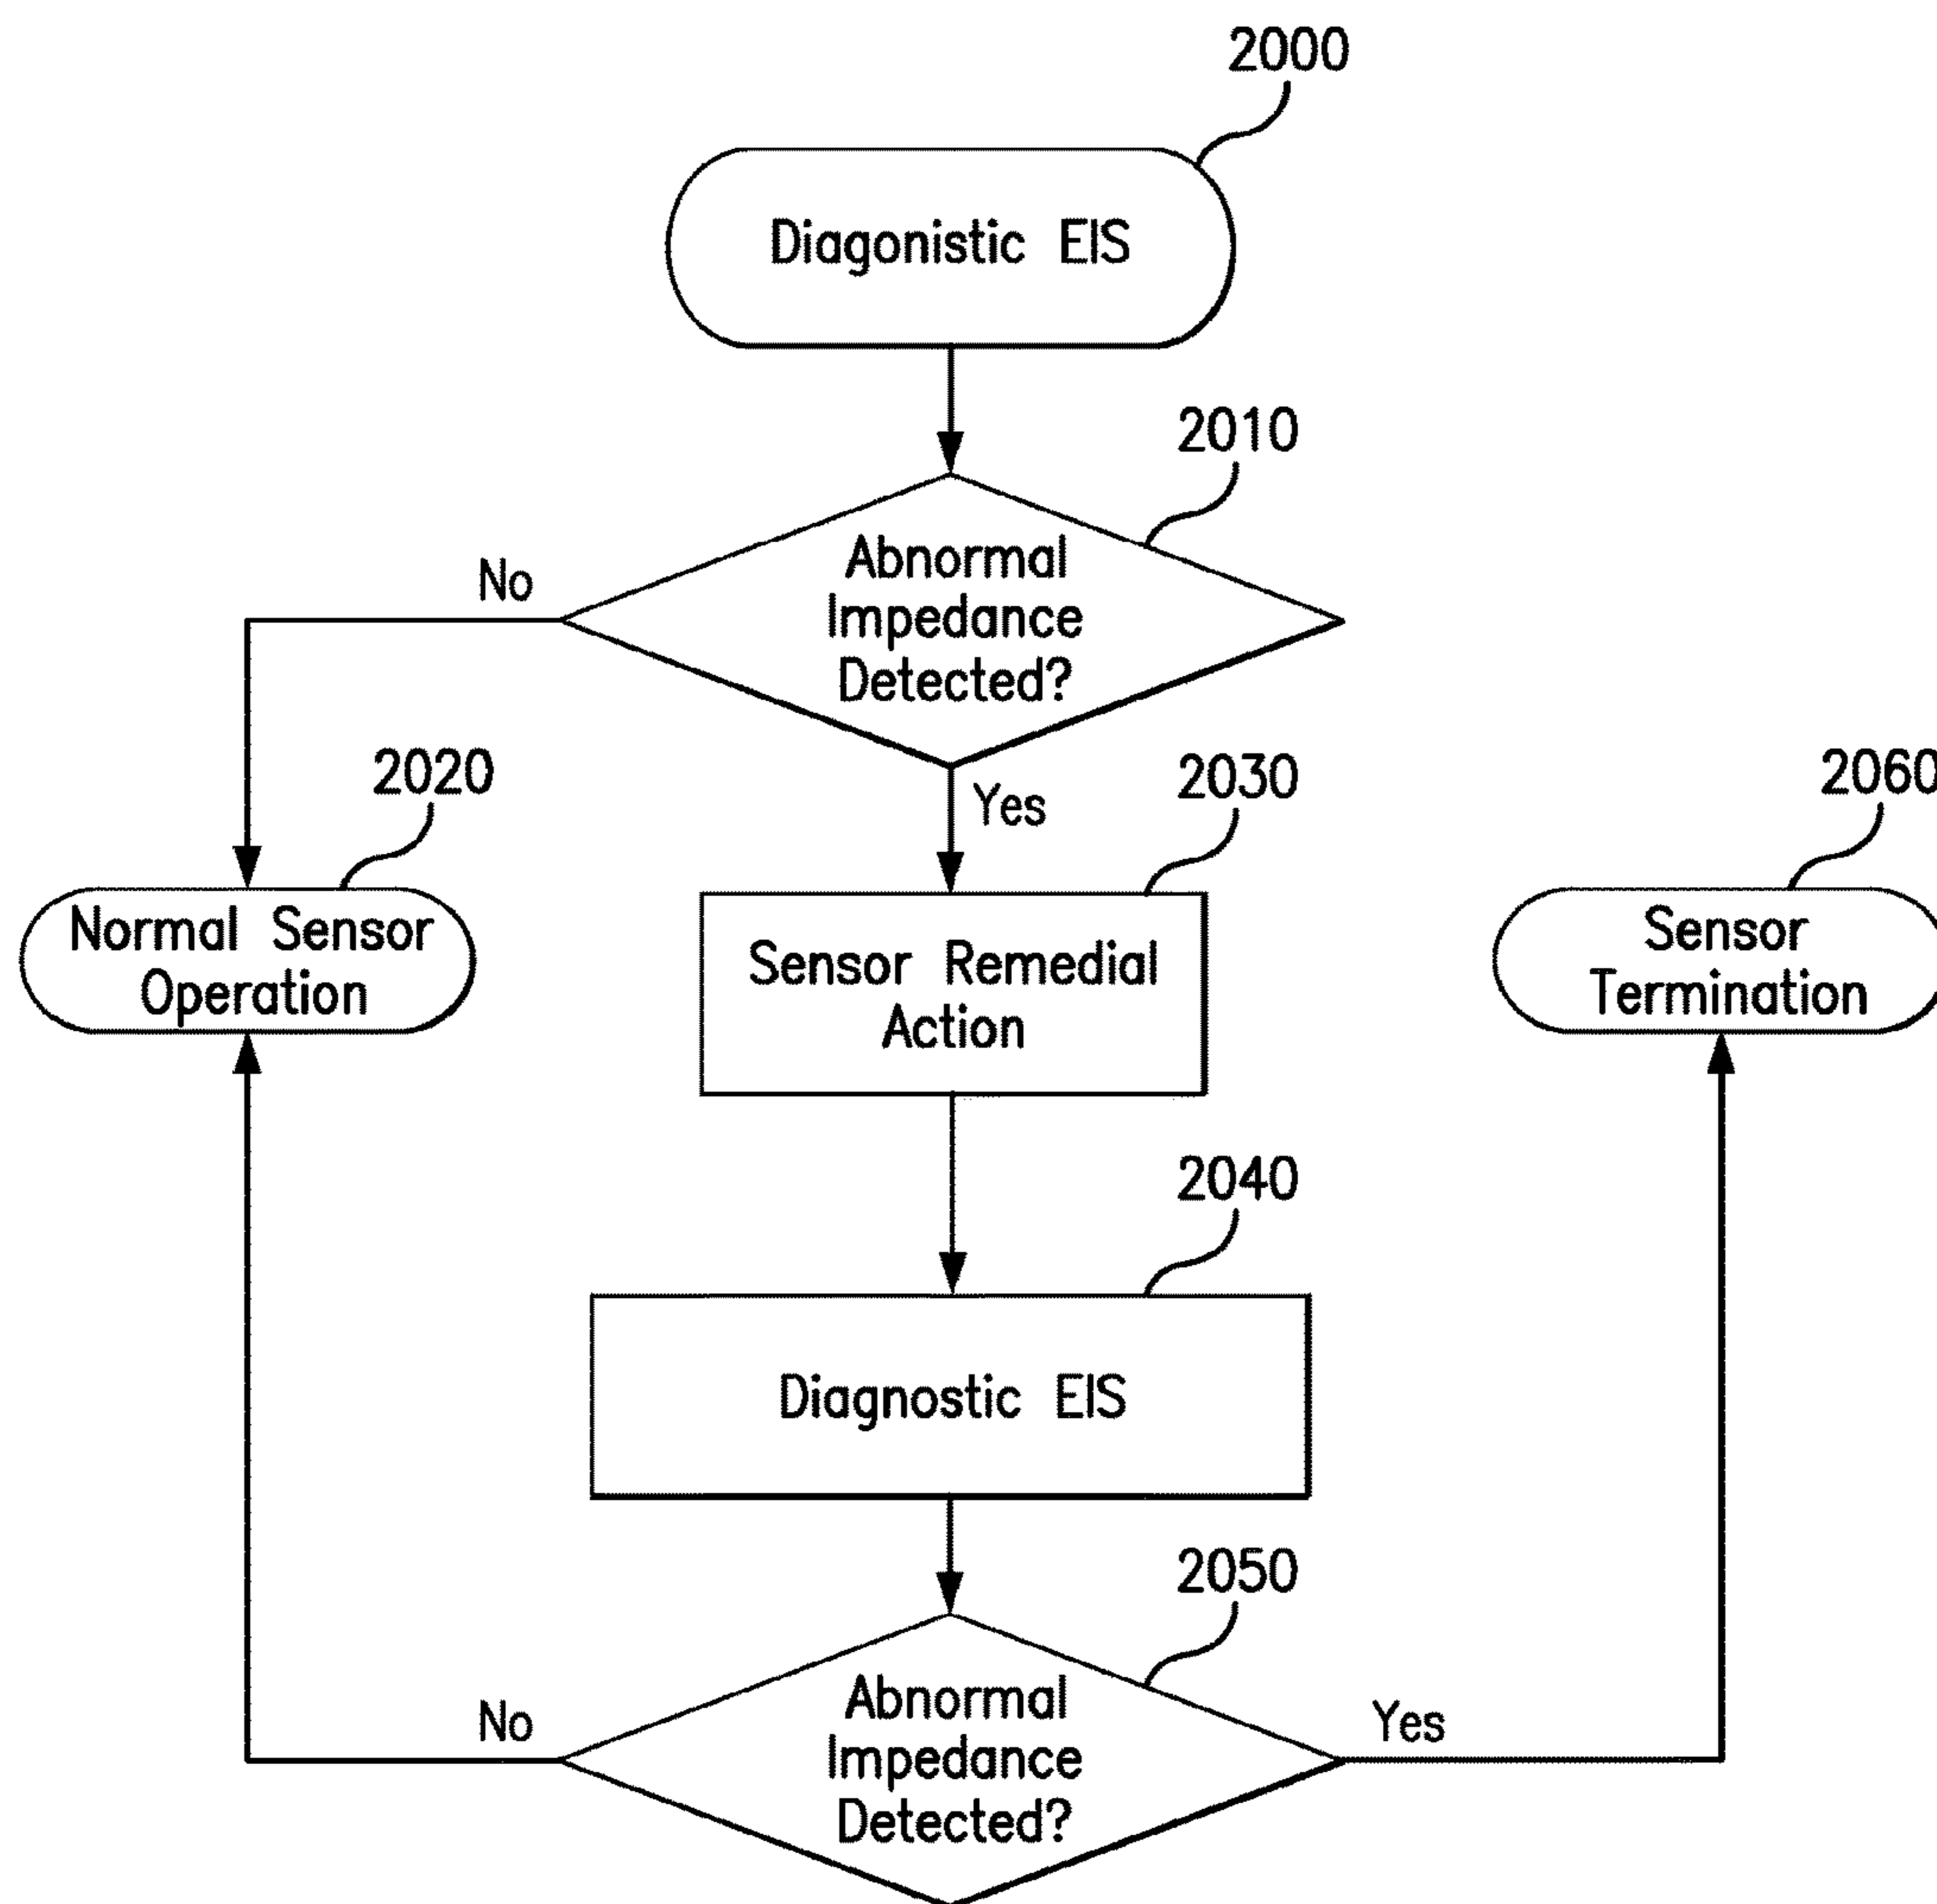 2000
Diagonistic EIS
2010
Abnormal
Impedance
Detected?
No
Yes
2020
2030
2060
Normal Sensor
Operation
Sensor Remedial
Action
Sensor
Termination
2040
Diagnostic EIS
2050
Abnormal
Impedance
Detected?
No
Yes